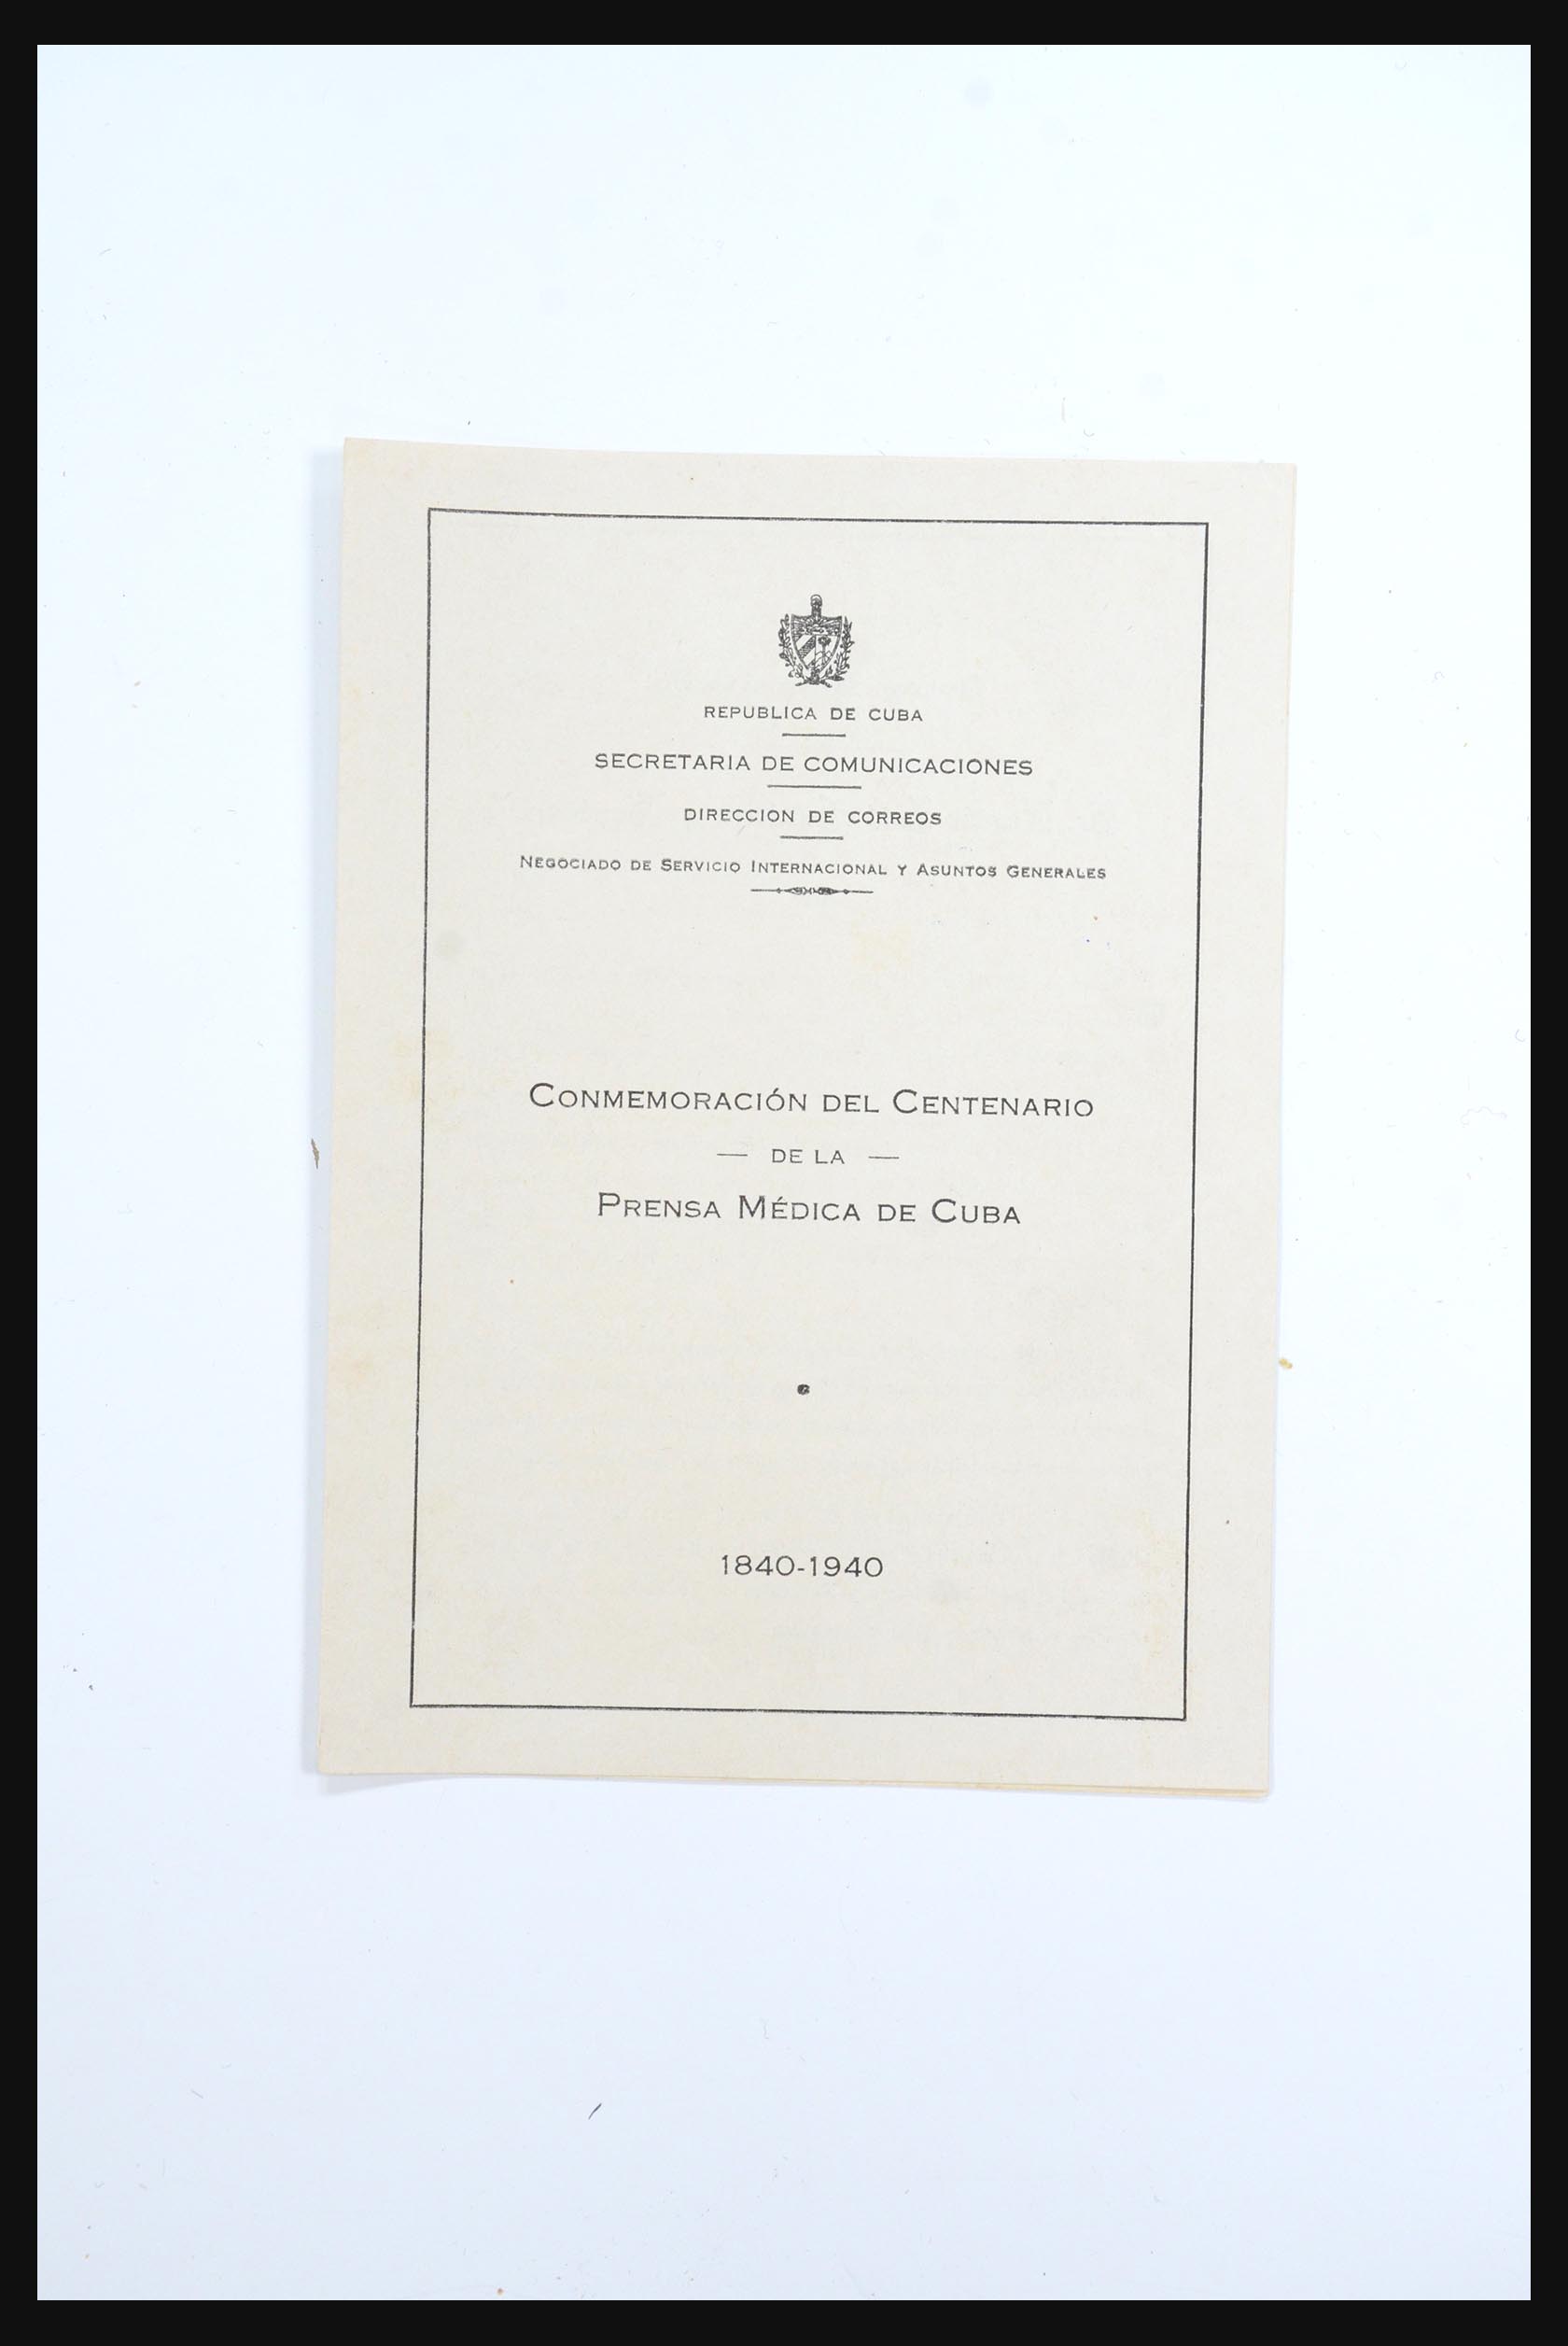 REPUBLICA DE CUBA
SECRETARIA DE COMUNICACIONES
DIRECCION DE CORREOS
NEGOCIADO DE SERVICIO INTERNACIONAL Y ASUNTOS GENERALES
CONMEMORACIÓN DEL CENTENARIO
— DE LA —
PRENSA MÉDICA DE CUBA
1840-1940